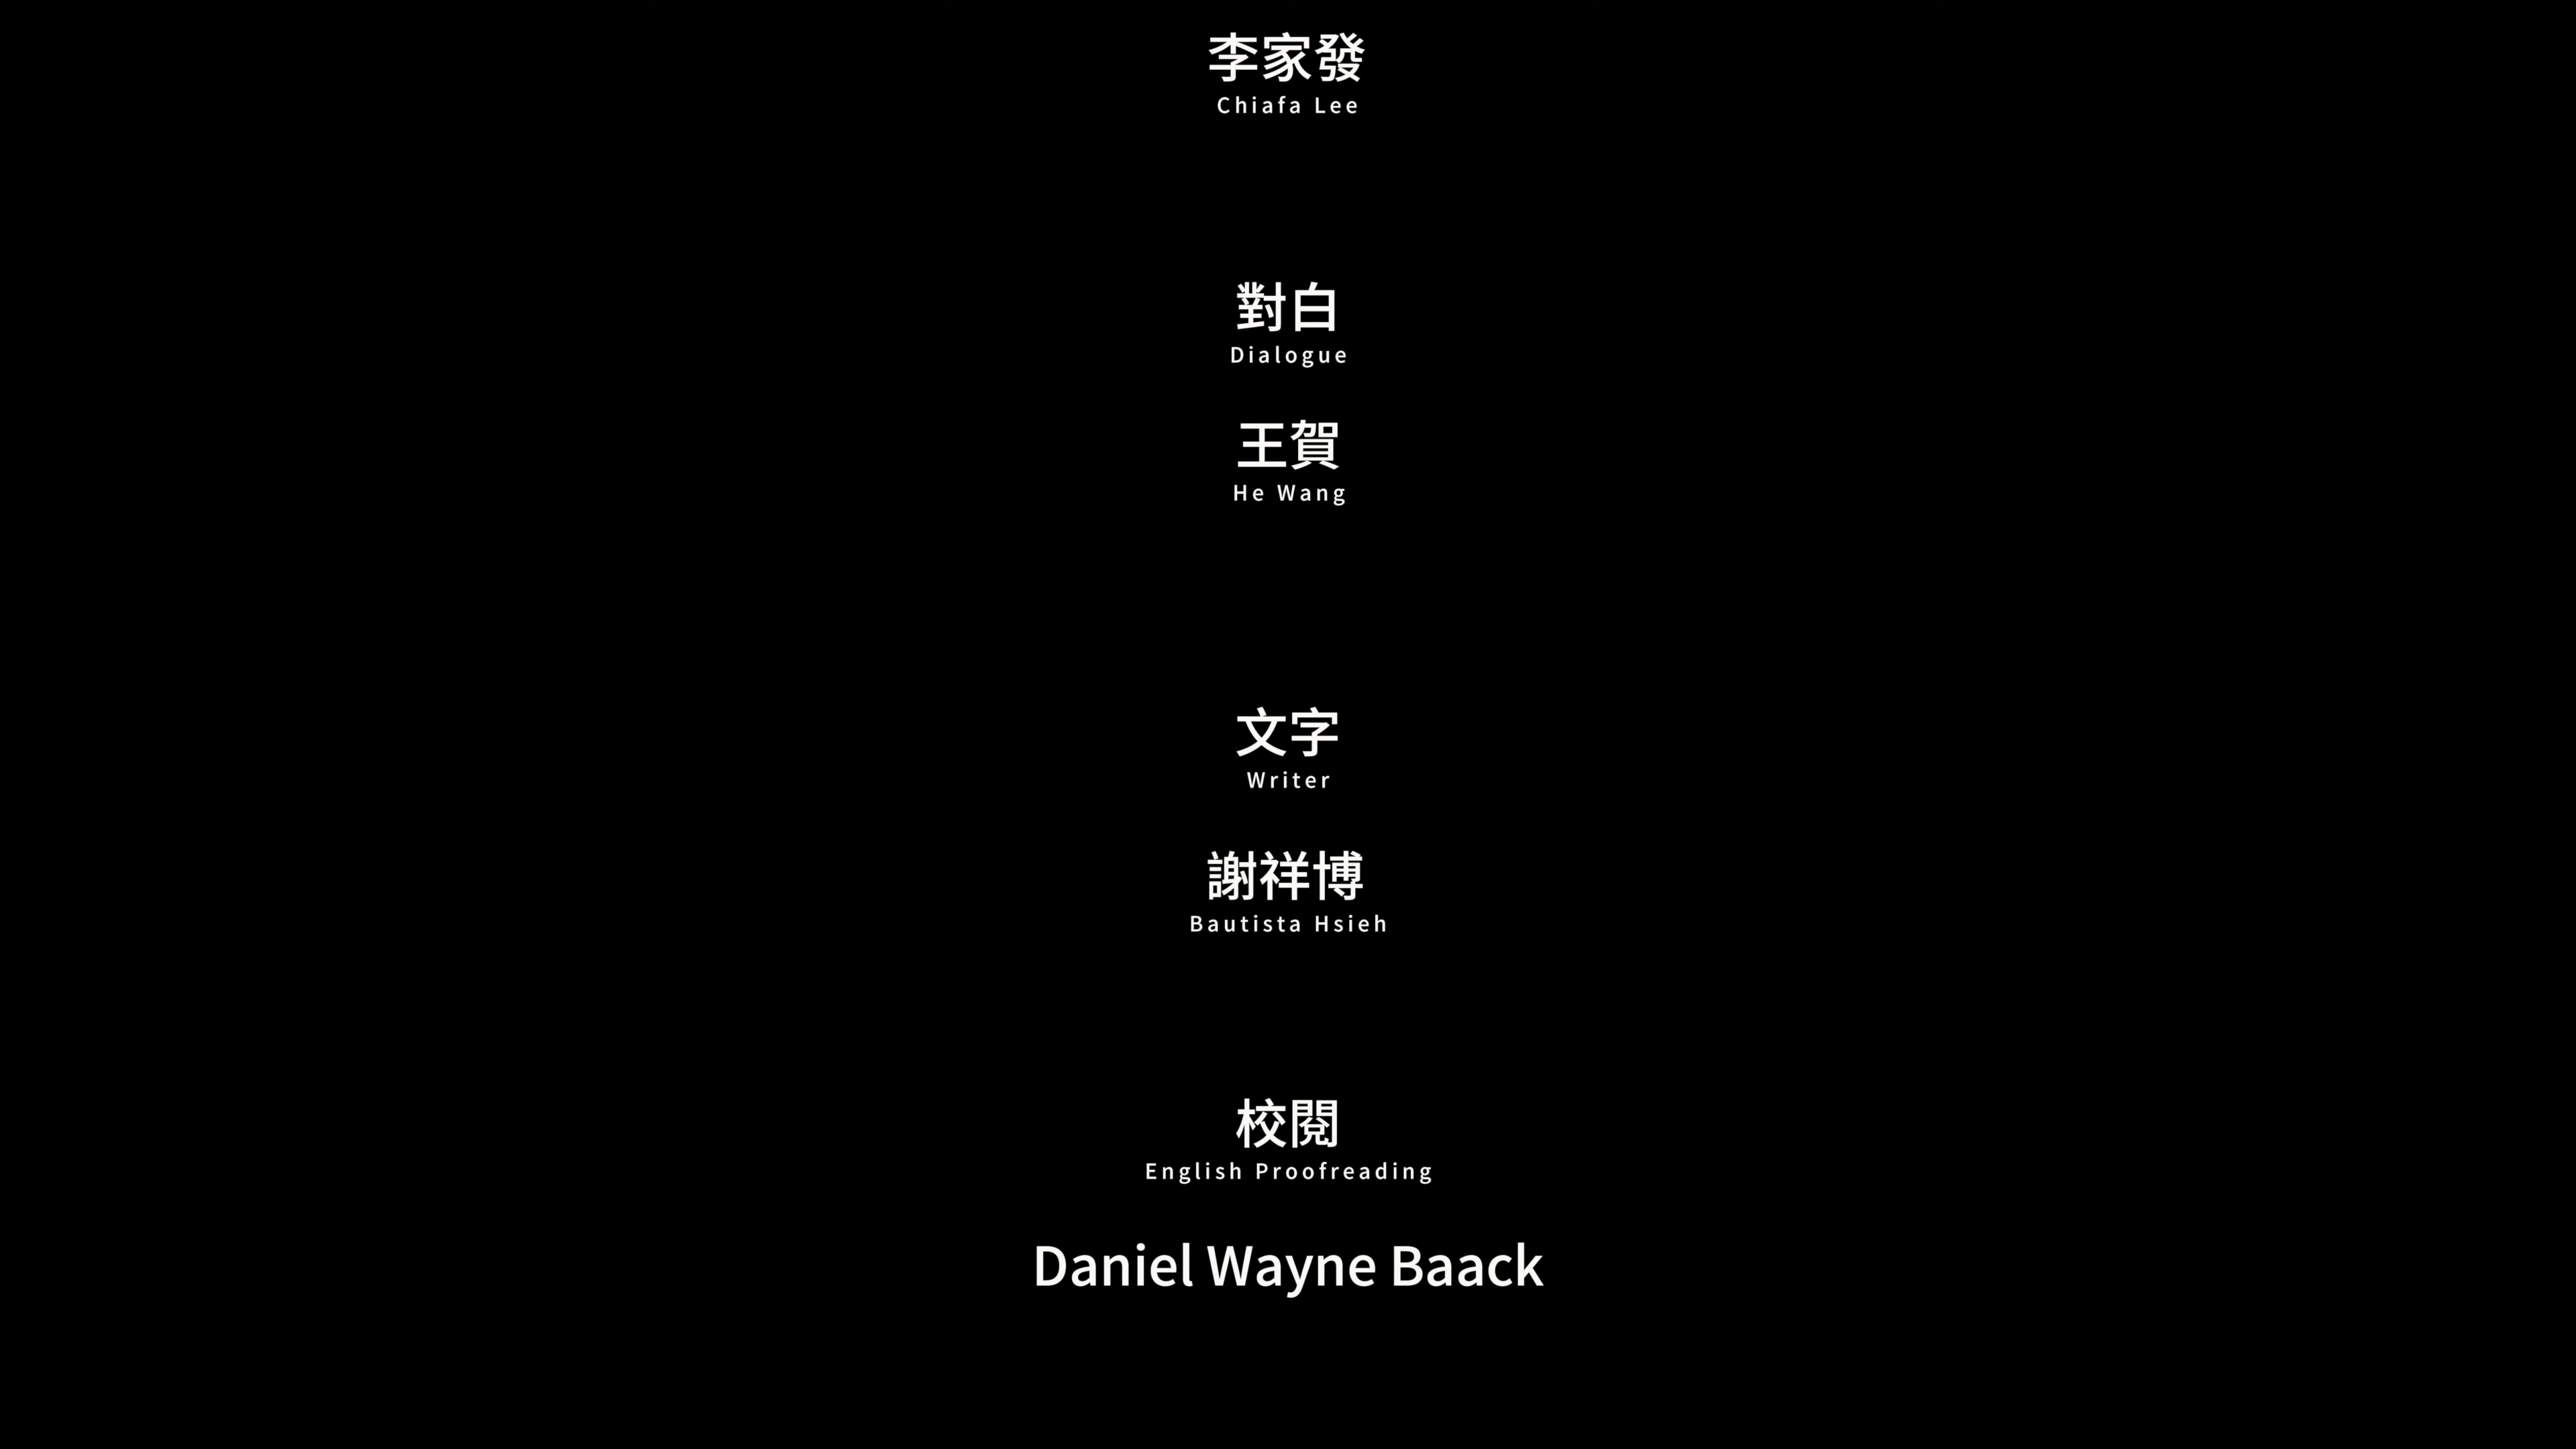 李家發
Chiafa Lee
對白
Dialogue
王賀
He Wang
文字
Writer
謝祥博
Bautista Hsieh
校閱
English Proofreading
Daniel Wayne Baack